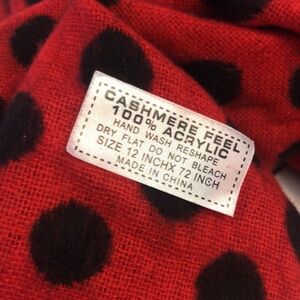 CASHMERE FEEL
100% ACRYLIC
HAND WASH RESHAPE
DRY FLAT DO NOT BLEACH
SIZE 12 INCHX 72 INCH
MADE IN CHINA